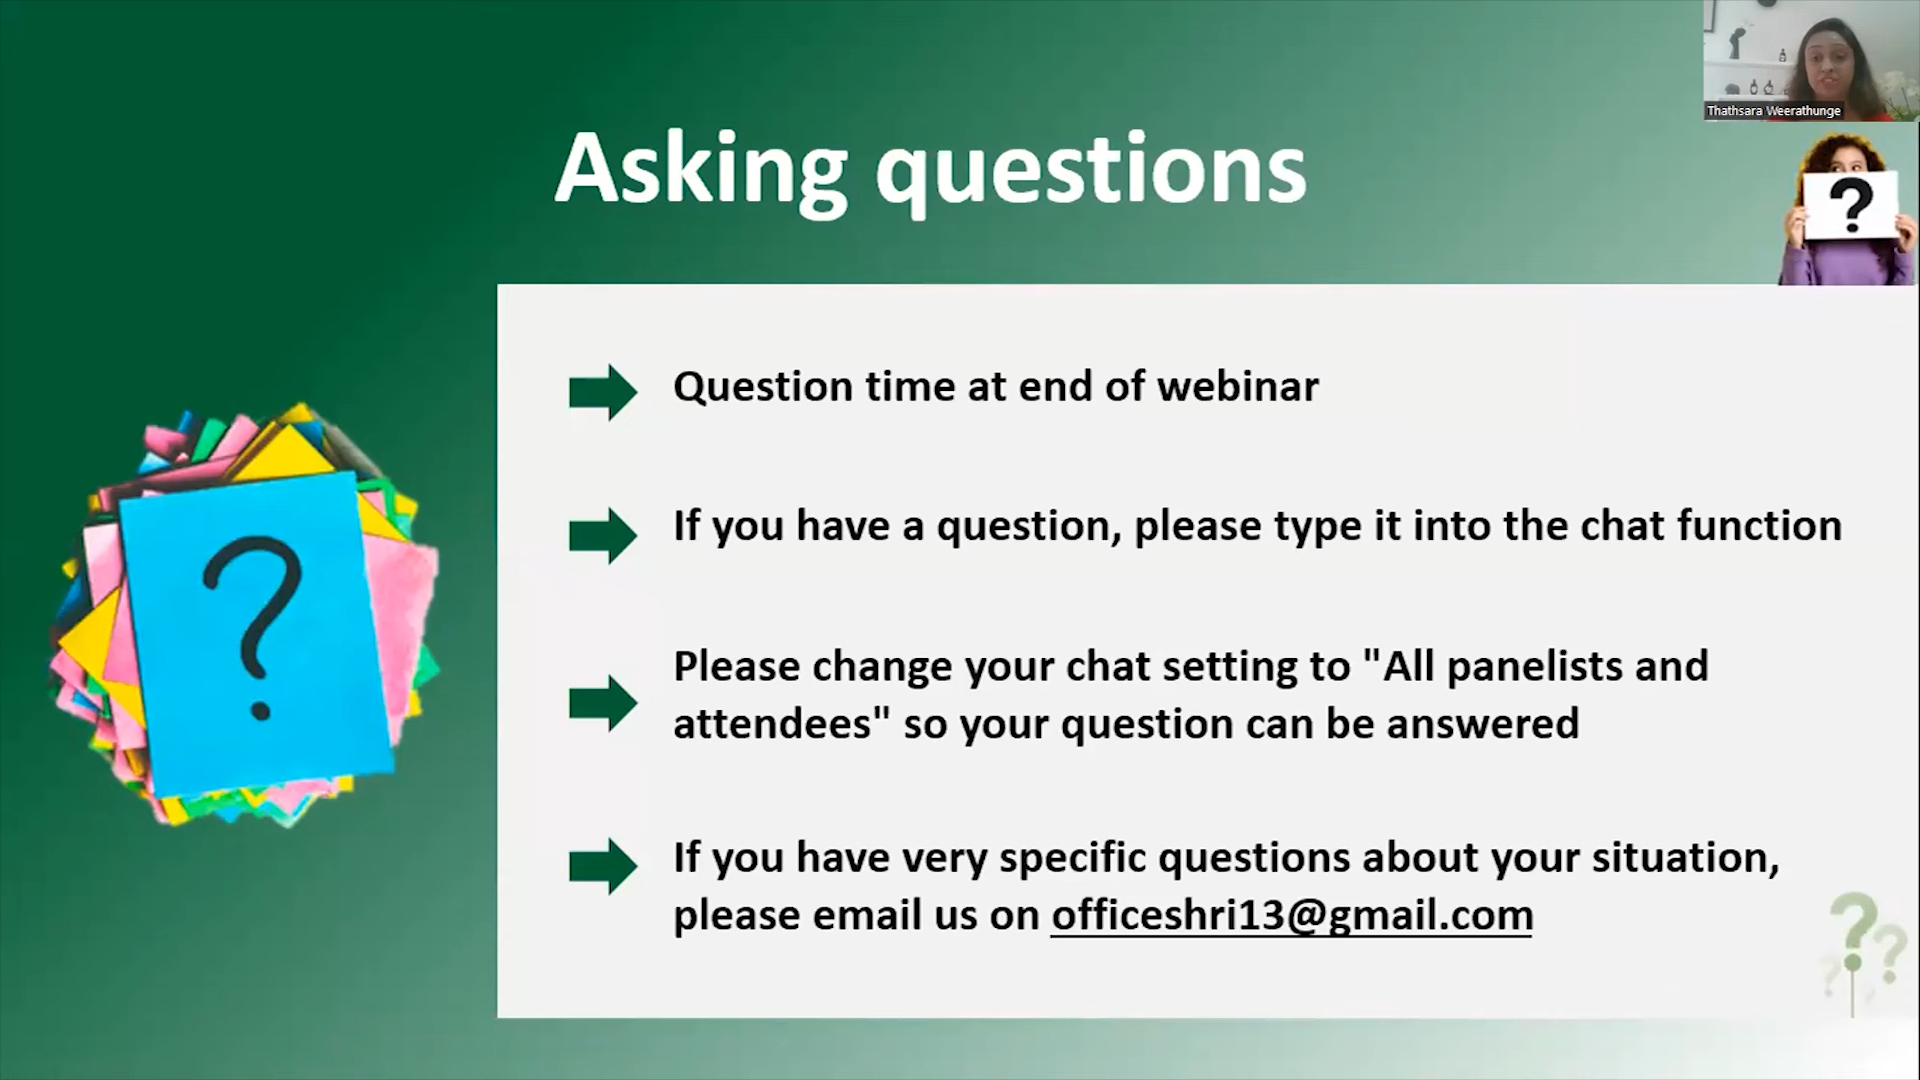 Thathsara Weerathunge
Asking questions
?
?
Question time at end of webinar
If you have a question, please type it into the chat function
Please change your chat setting to "All panelists and
attendees" so your question can be answered
If you have very specific questions about your situation,
please email us on officeshri13@gmail.com
? ?